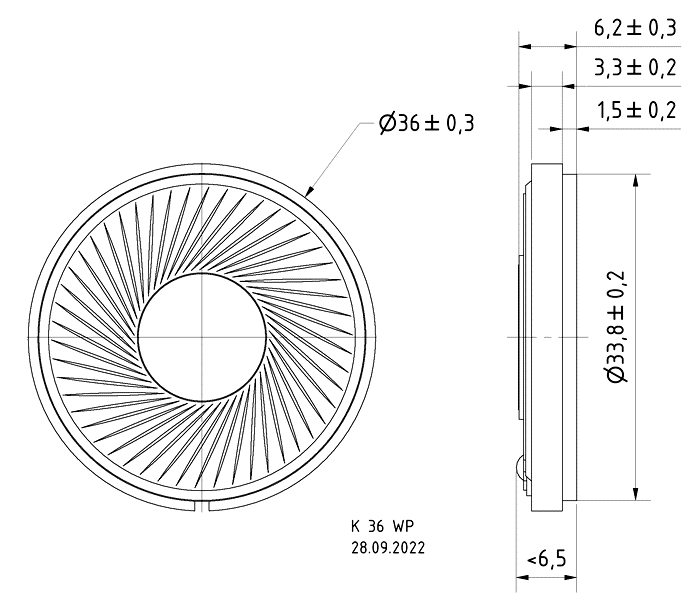 6,2 ± 0,3
3,3 ± 0,2
1,5 ± 0,2
Ø36 ± 0,3
Ø33,8 ± 0,2
K 36 WP
28.09.2022
<6,5